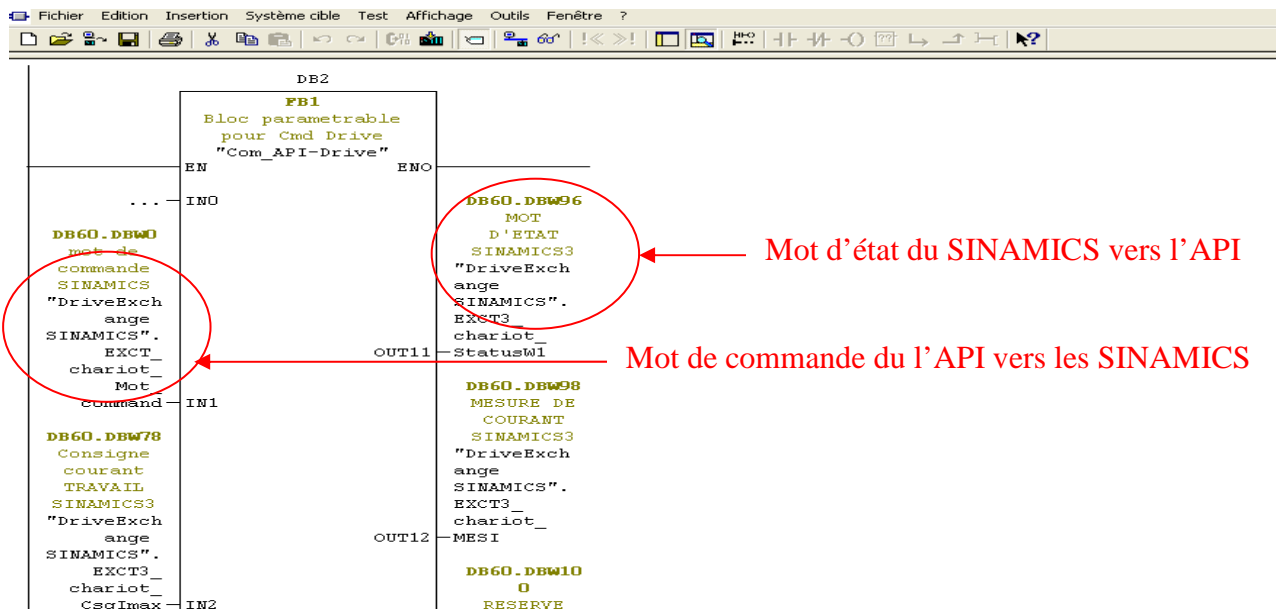 Fichier Edition Insertion Système cible Test Affichage Outils Fenêtre ?
DB2
FB1
Bloc parametrable
pour Cmd Drive
"Com_API-Drive"
EN
ENO
... IN0
DB60.DBW0
mot de
commande
SINAMICS
"DriveExch
ange
SINAMICS".
EXCT_
chariot_
Mot_
command
IN1
DB60.DBW78
Consigne
courant
TRAVAIL
SINAMICS3
"DriveExch
ange
SINAMICS".
EXCT3_
chariot_
CsgImax
IN2
DB60.DBW96
MOT
D'ETAT
SINAMICS3
"DriveExch
ange
SINAMICS".
EXCT3_
chariot_
OUT11 StatusW1
DB60.DBW98
MESURE DE
COURANT
SINAMICS3
"DriveExch
ange
SINAMICS".
EXCT3_
chariot_
OUT12 MESI
DB60.DBW10
0
RESERVE
Mot d'état du SINAMICS vers l'API
Mot de commande du l'API vers les SINAMICS